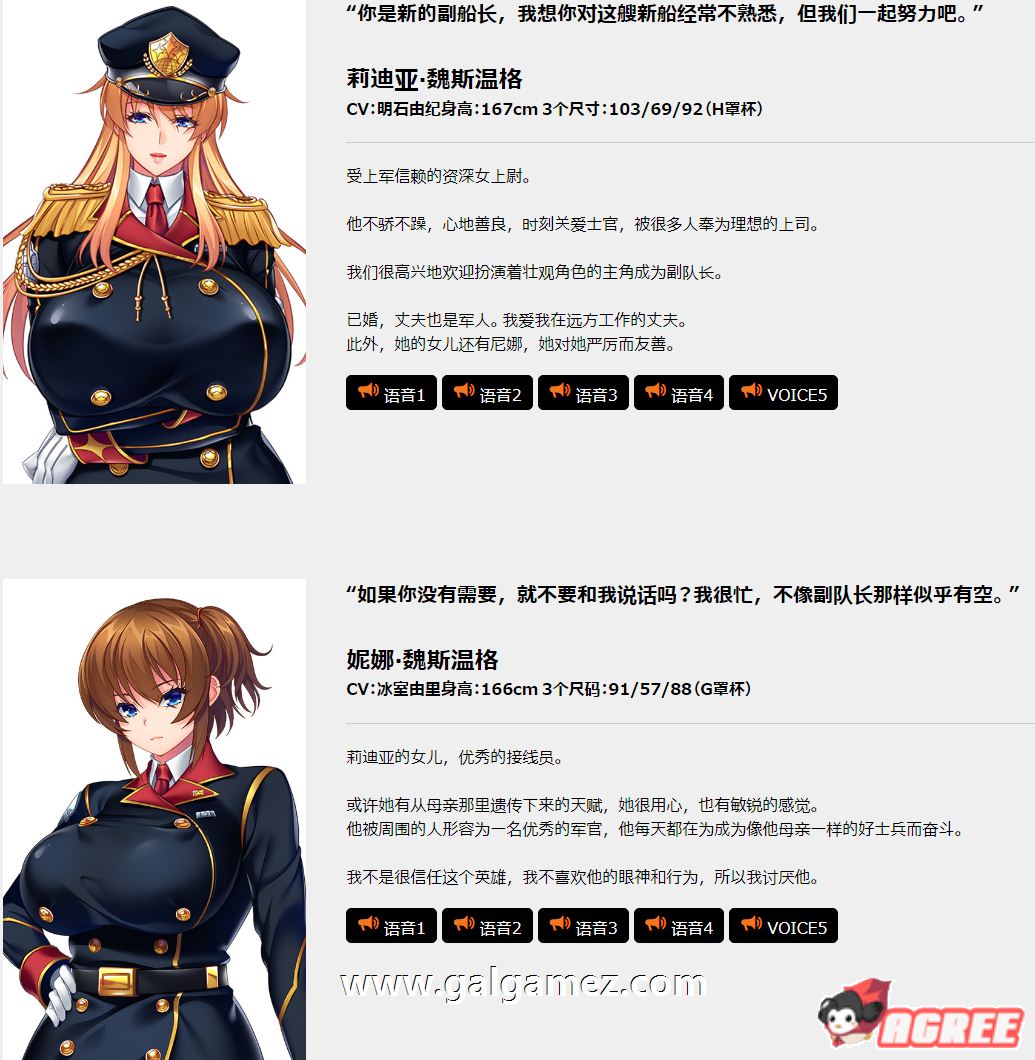 “你是新的副船长，我想你对这艘新船经常不熟悉，但我们一起努力吧。”
莉迪亚·魏斯温格
CV：明石由纪身高：167cm 3个尺寸：103/69/92（H罩杯）
受上军信赖的资深女上尉。
他不骄不躁，心地善良，时刻关爱士官，被很多人奉为理想的上司。
我们很高兴地欢迎扮演着壮观角色的主角成为副队长。
已婚，丈夫也是军人。我爱我在远方工作的丈夫。
此外，她的女儿还有尼娜，她对她严厉而友善。
语音1 语音2 语音3 语音4 VOICE5
“如果你没有需要，就不要和我说话吗？我很忙，不像副队长那样似乎有空。”
妮娜·魏斯温格
CV：冰室由里身高：166cm 3个尺码：91/57/88（G罩杯）
莉迪亚的女儿，优秀的接线员。
或许她有从母亲那里遗传下来的天赋，她很用心，也有敏锐的感觉。
他被周围的人形容为一名优秀的军官，他每天都在为成为像他母亲一样的好士兵而奋斗。
我不是很信任这个英雄，我不喜欢他的眼神和行为，所以我讨厌他。
语音1 语音2 语音3 语音4 VOICE5
www.galgamez.com
AGREE